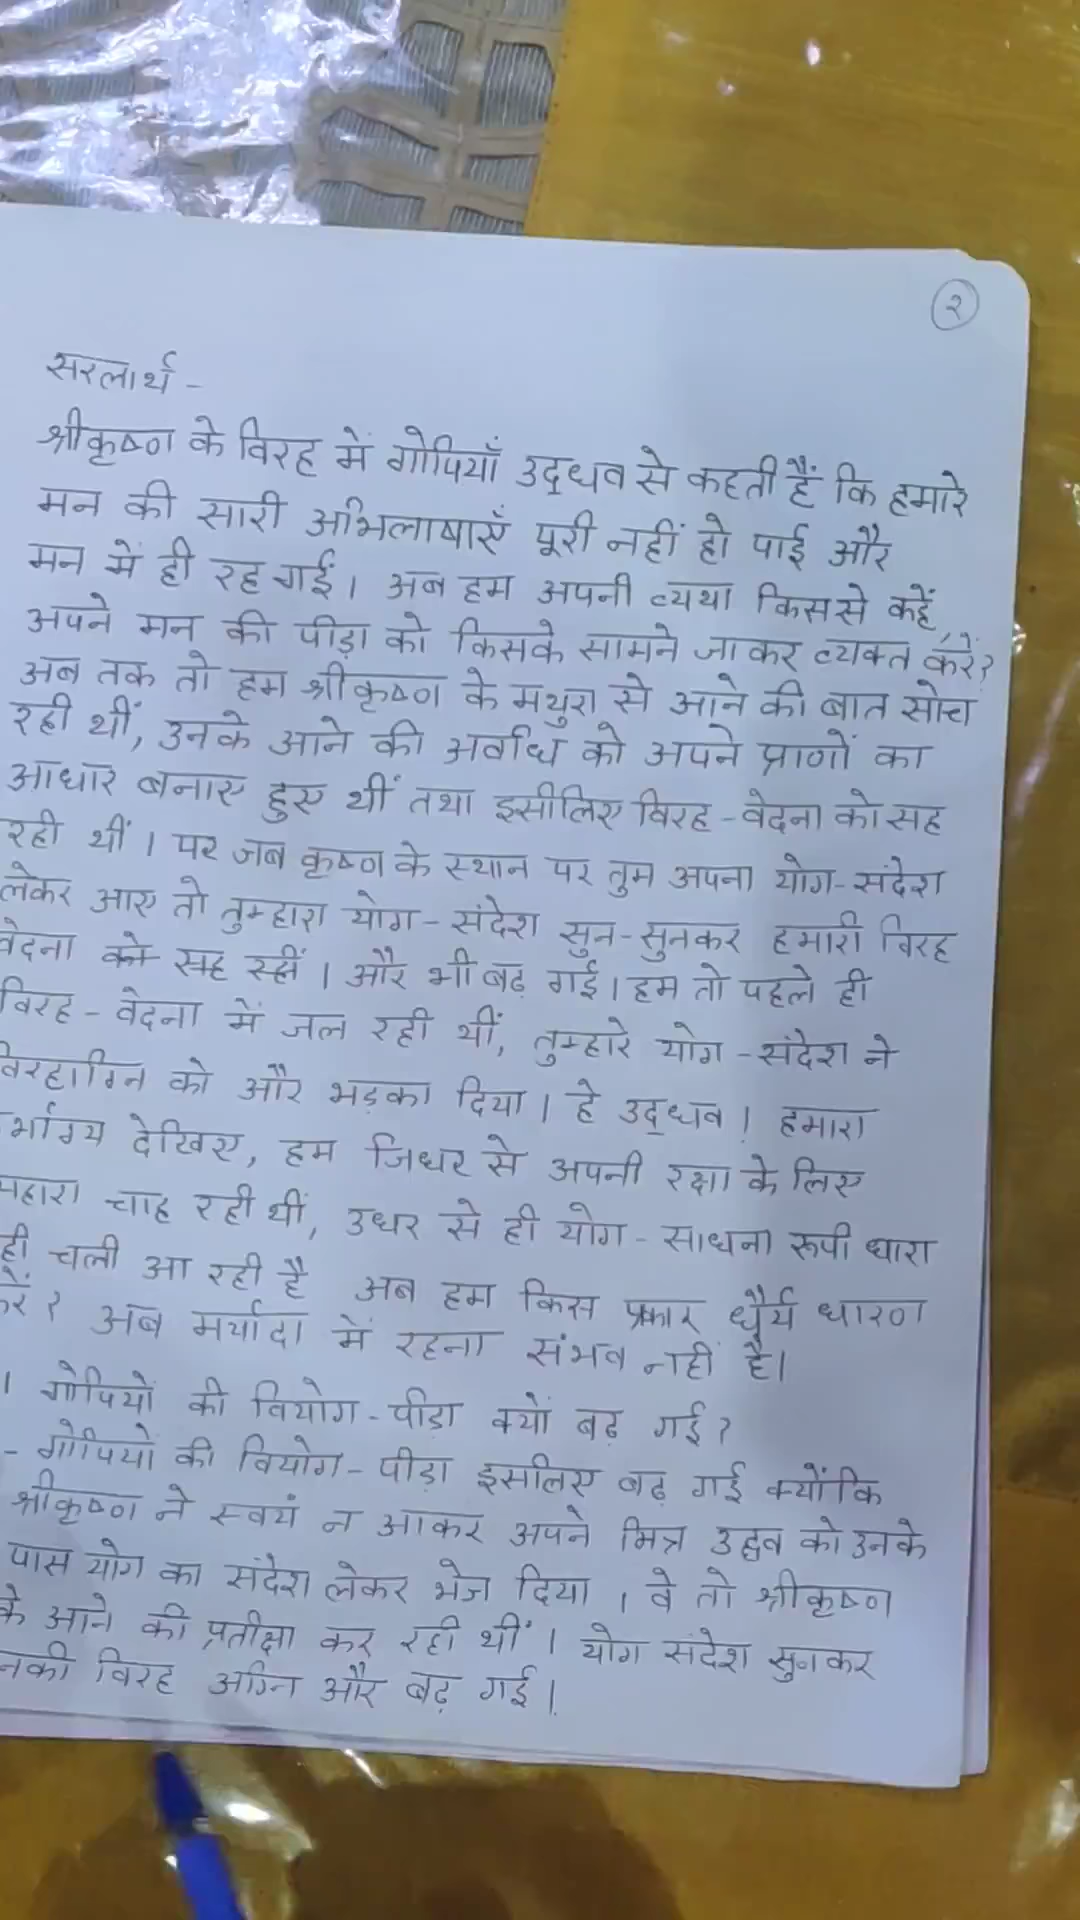 २
सरलार्थ -
श्रीकृष्ण के विरह में गोपियाँ उद्धव से कहती हैं कि हमारे
मन की सारी अभिलाषाएँ पूरी नहीं हो पाई और
मन में ही रह गईं। अब हम अपनी व्यथा किससे कहें,
अपने मन की पीड़ा को किसके सामने जाकर व्यक्त करें?
अब तक तो हम श्रीकृष्ण के मथुरा से आने की बात सोच
रही थीं, उनके आने की अवधि को अपने प्राणों का
आधार बनाए हुए थीं तथा इसीलिए विरह-वेदना को सह
रही थीं। पर जब कृष्ण के स्थान पर तुम अपना योग-संदेश
लेकर आए तो तुम्हारा योग-संदेश सुन-सुनकर हमारी विरह
वेदना को सह रहीं। और भी बढ़ गई। हम तो पहले ही
विरह-वेदना में जल रही थीं, तुम्हारे योग-संदेश ने
विरहाग्नि को और भड़का दिया। हे उद्धव! हमारा
र्भाग्य देखिए, हम जिधर से अपनी रक्षा के लिए
सहारा चाह रही थीं, उधर से ही योग-साधना रूपी धारा
ही चली आ रही है अब हम किस प्रकार धैर्य धारण
करें? अब मर्यादा में रहना संभव नहीं है।
। गोपियों की वियोग-पीड़ा क्यों बढ़ गई?
- गोपियों की वियोग-पीड़ा इसलिए बढ़ गई क्योंकि
श्रीकृष्ण ने स्वयं न आकर अपने मित्र उद्धव को उनके
पास योग का संदेश लेकर भेज दिया। वे तो श्रीकृष्ण
के आने की प्रतीक्षा कर रही थीं। योग संदेश सुनकर
नकी विरह अग्नि और बढ़ गई।